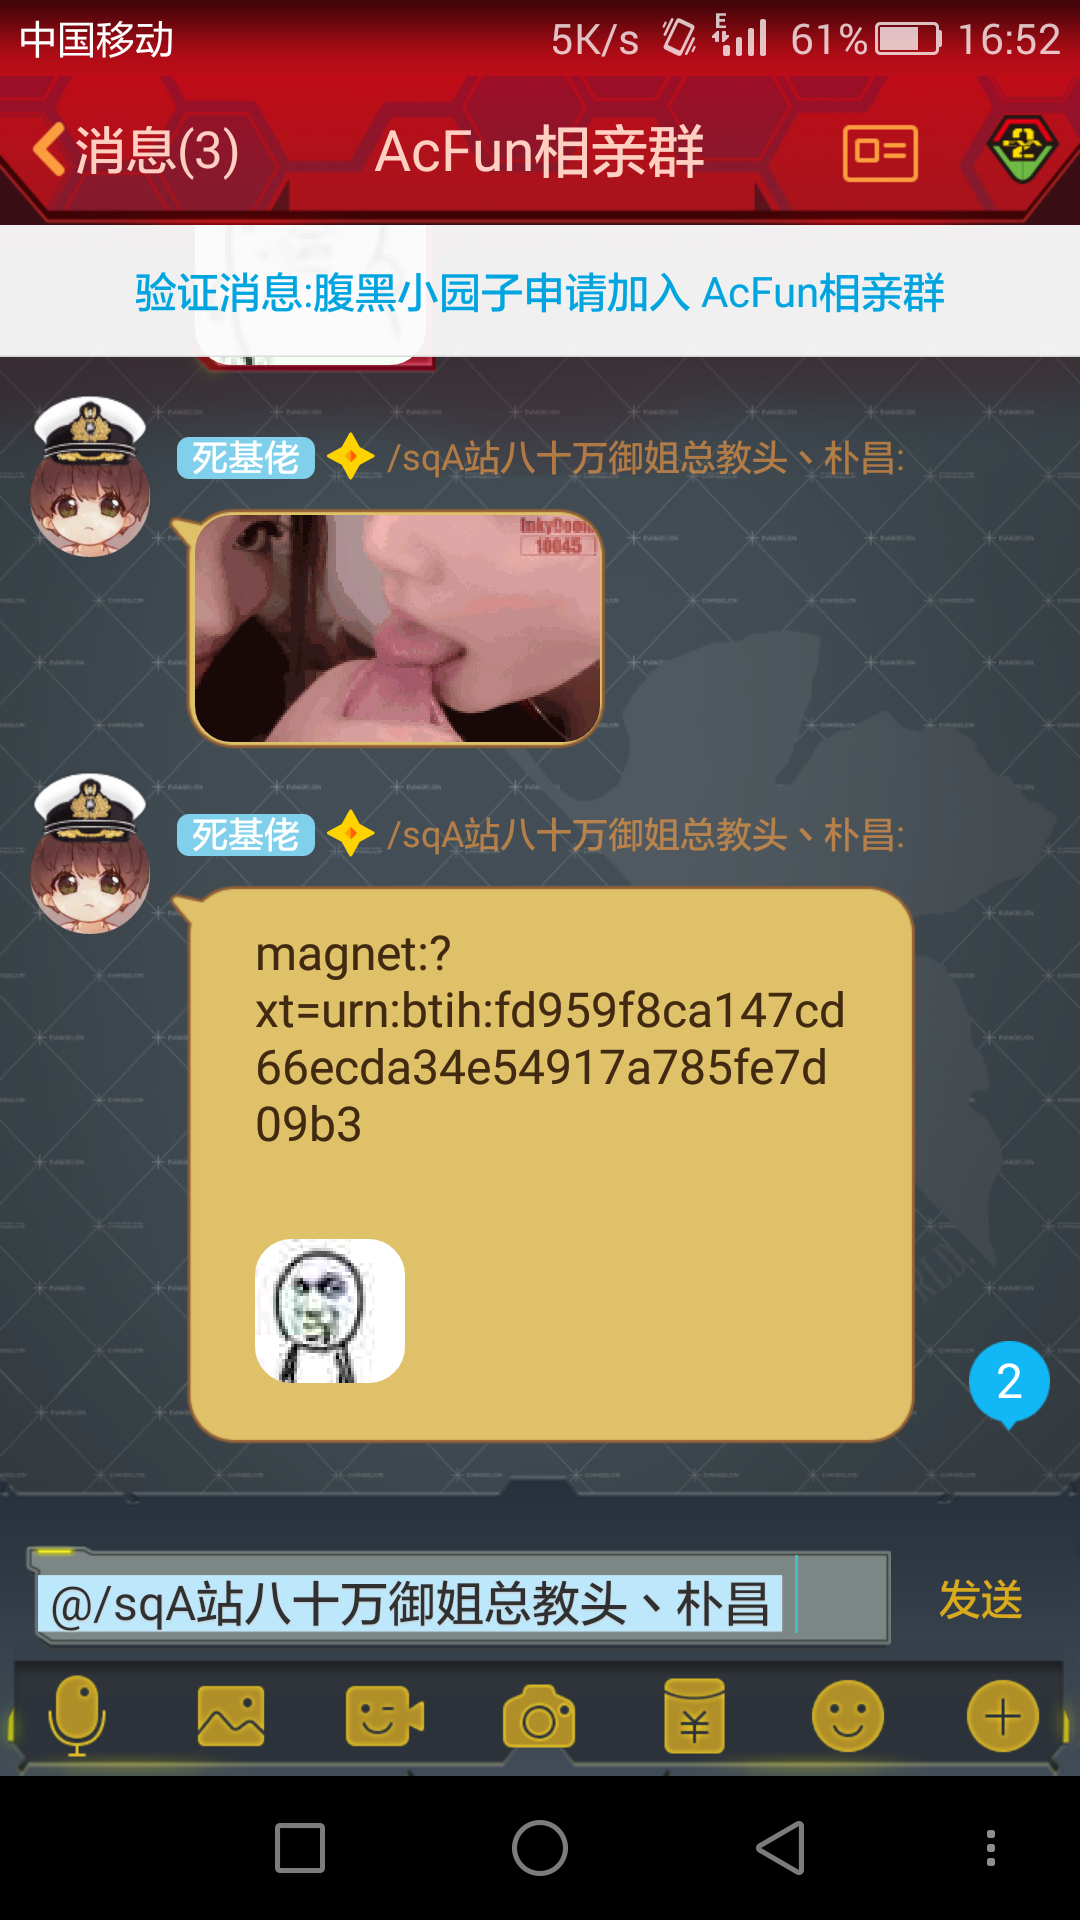 中国移动 5K/s E 61% 16:52
消息(3) AcFun相亲群
验证消息:腹黑小园子申请加入 AcFun相亲群
死基佬 /sqA站八十万御姐总教头丶朴昌:
10045
死基佬 /sqA站八十万御姐总教头丶朴昌:
magnet:?
xt=urn:btih:fd959f8ca147cd
66ecda34e54917a785fe7d
09b3
2
@/sqA站八十万御姐总教头丶朴昌
发送